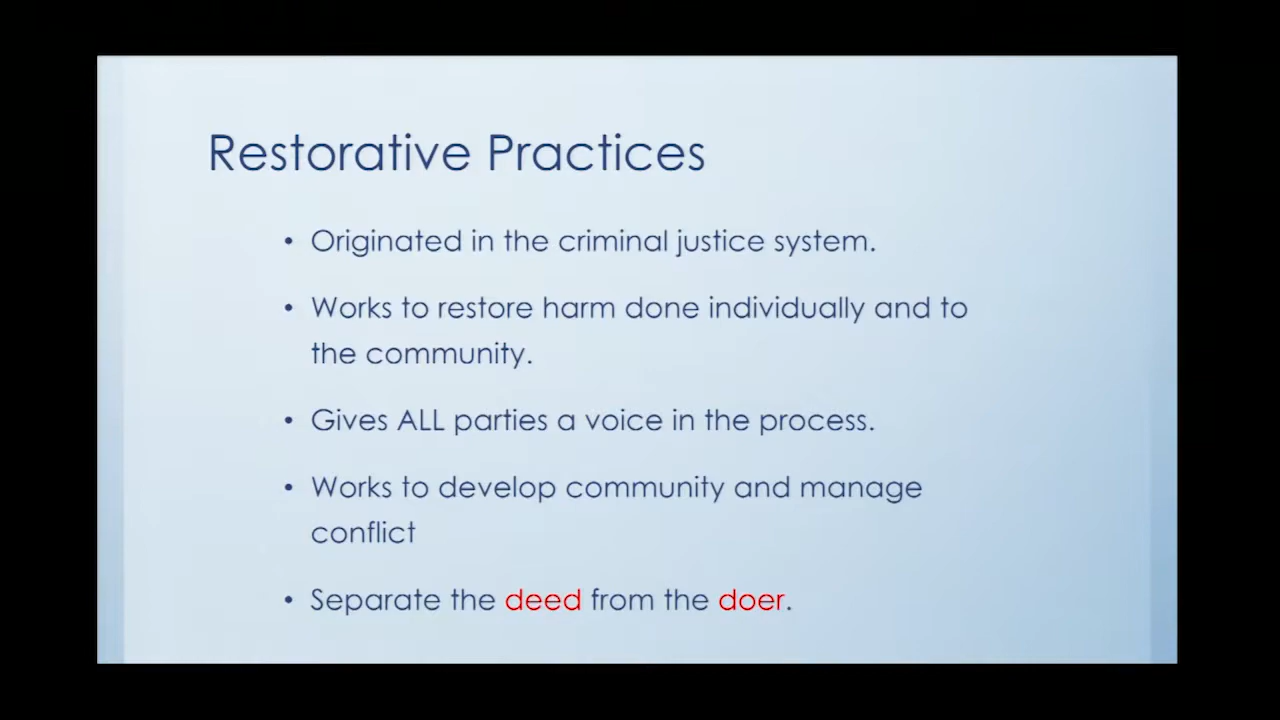 Restorative Practices
• Originated in the criminal justice system.
• Works to restore harm done individually and to
the community.
• Gives ALL parties a voice in the process.
• Works to develop community and manage
conflict
• Separate the deed from the doer.